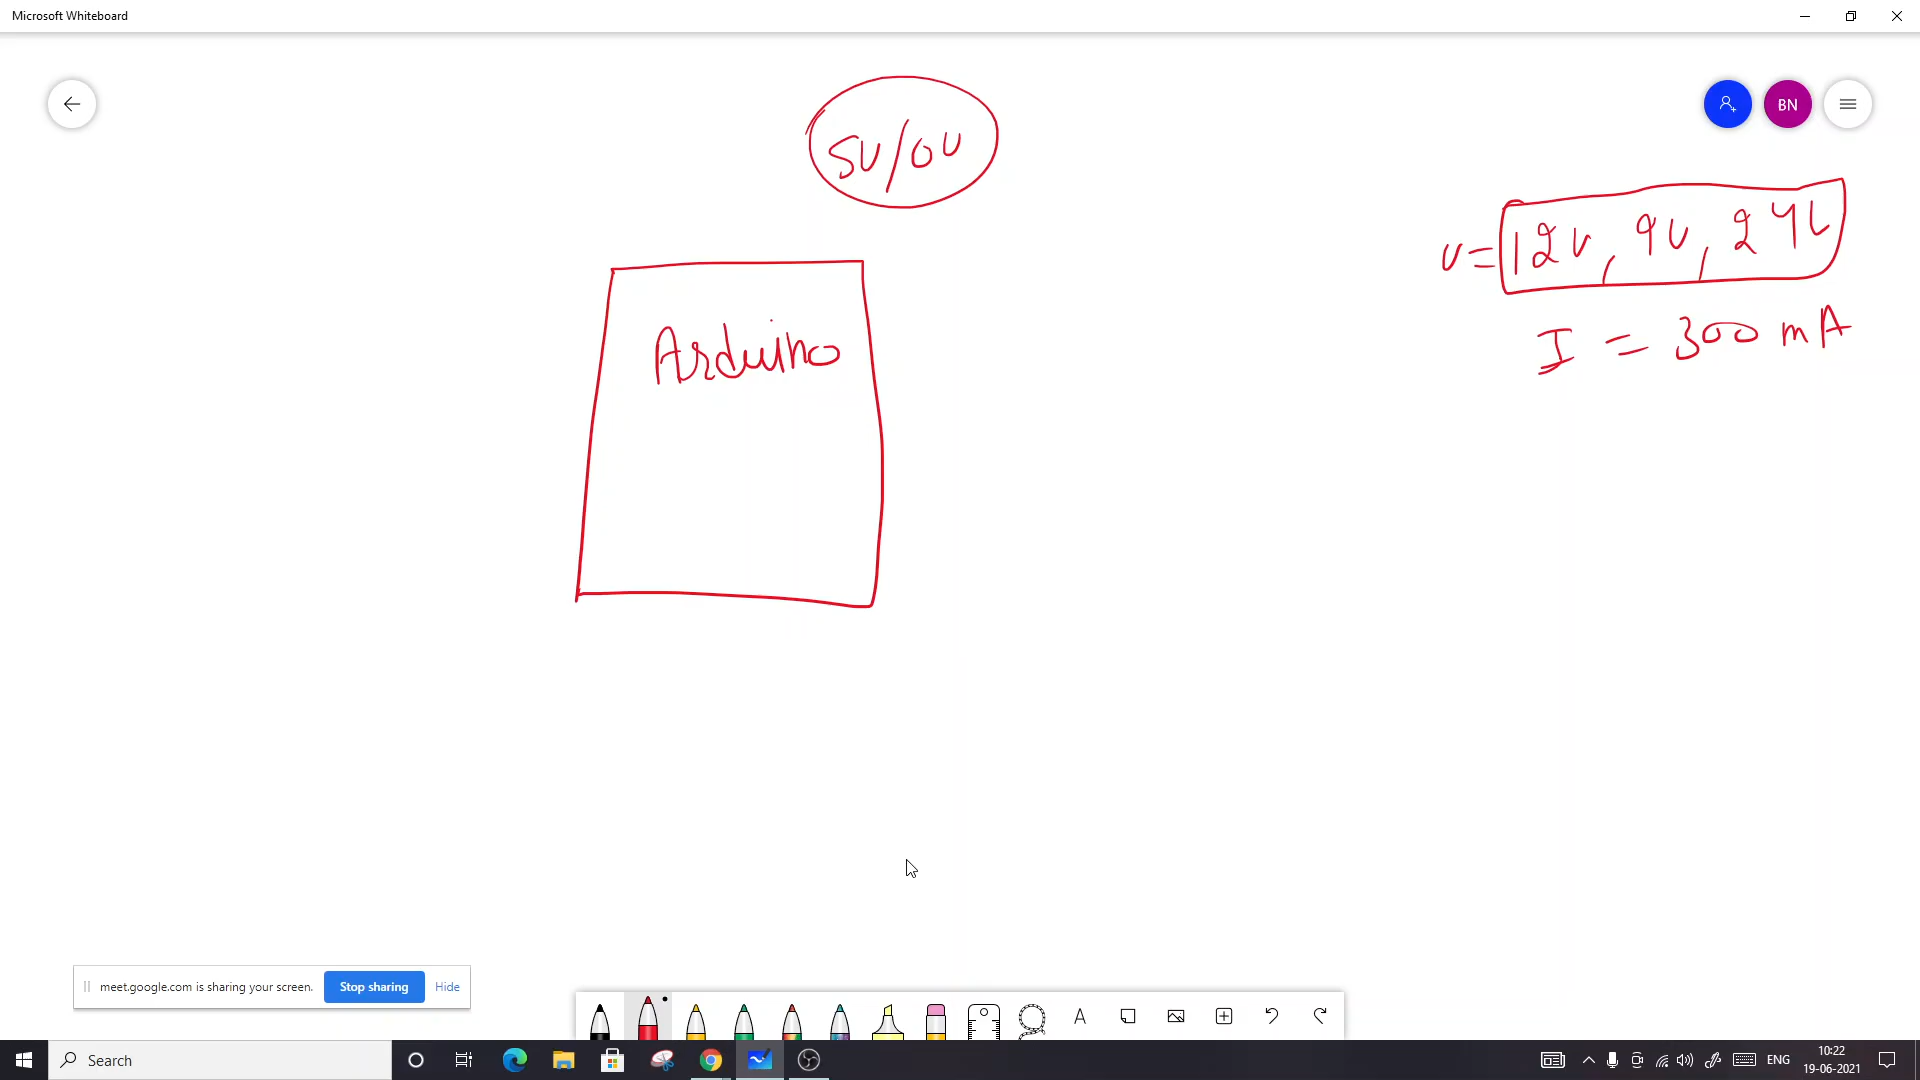 Microsoft Whiteboard
BN
5V/0V
V = 12V, 9V, 24V
I = 300 mA
Arduino
meet.google.com is sharing your screen.
Stop sharing
Hide
A
Search
ENG
10:22
19-06-2021